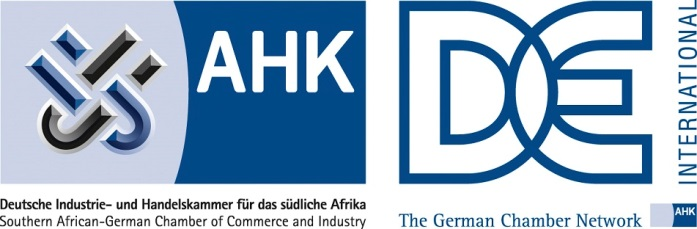 AHK
Deutsche Industrie- und Handelskammer für das südliche Afrika
Southern African-German Chamber of Commerce and Industry
DE
INTERNATIONAL
The German Chamber Network
AHK